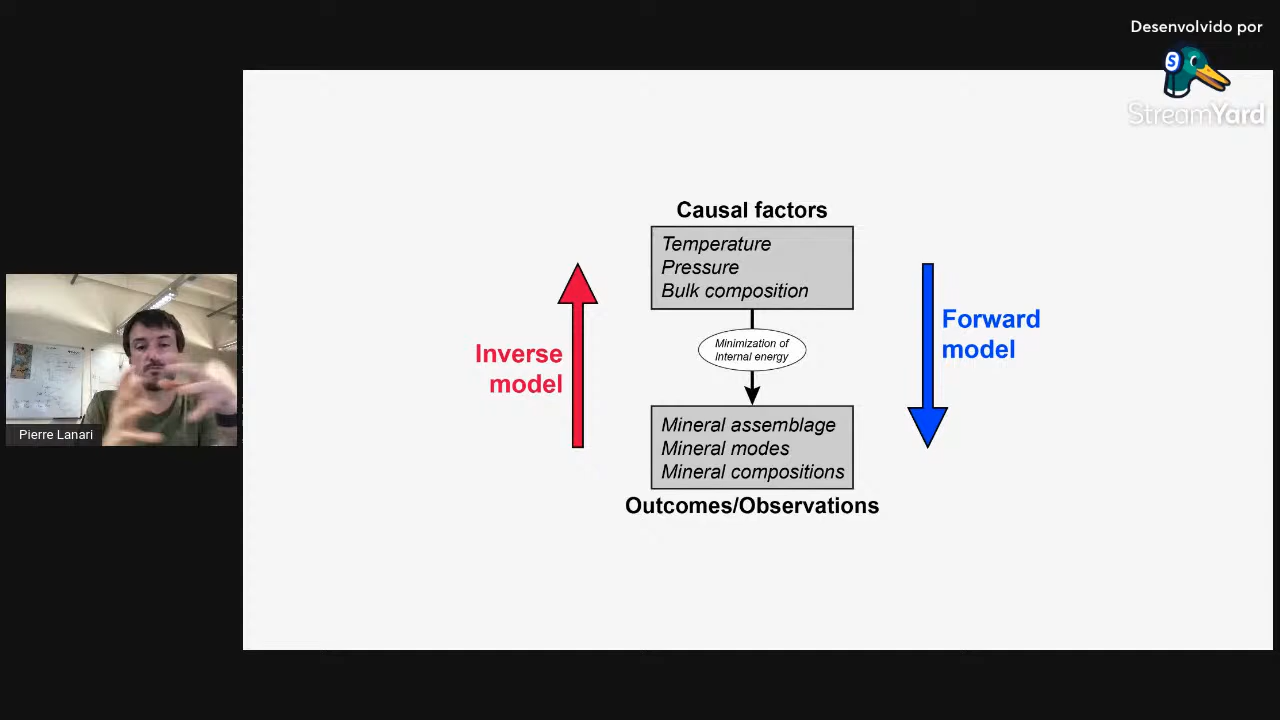 Desenvolvido por
StreamYard
Causal factors
Temperature
Pressure
Bulk composition
Minimization of
Internal energy
Inverse
model
Forward
model
Mineral assemblage
Mineral modes
Mineral compositions
Outcomes/Observations
Pierre Lanari